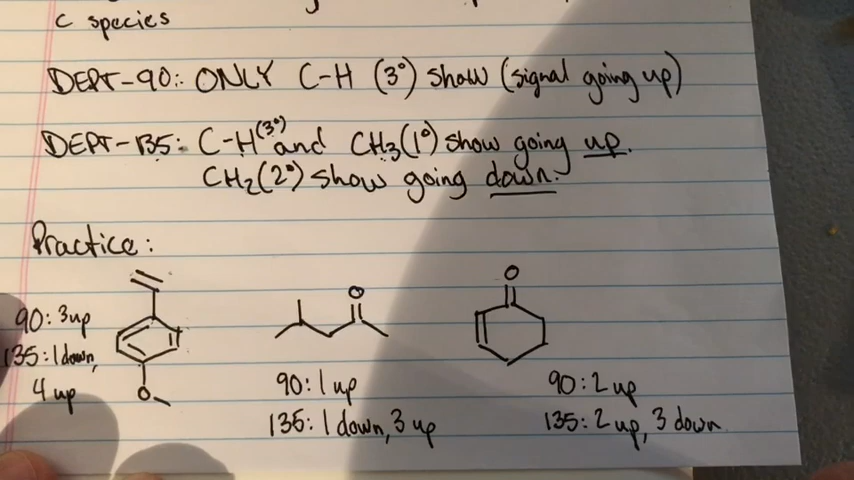 C species
DEPT-90: ONLY C-H (3°) show (signal going up)
DEPT-135: C-H(3°) and CH3(1°) show going up.
CH2(2°) show going down.
Practice:
90: 3up
135: 1 down,
4 up
O
O
90: 1 up
135: 1 down, 3 up
O
90: 2 up
135: 2 up, 3 down